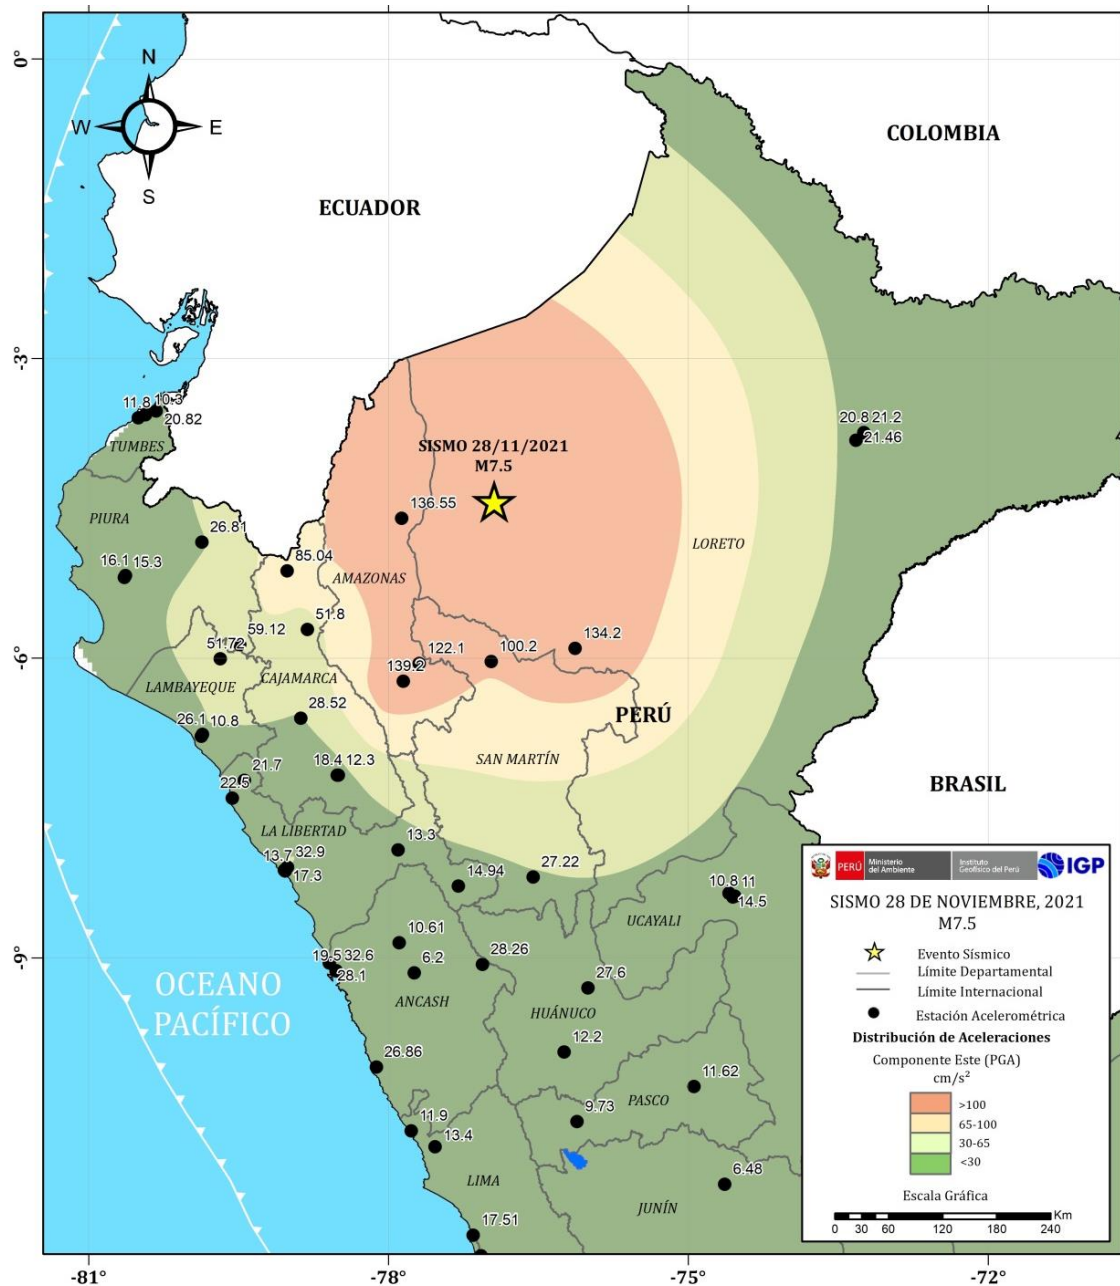 0°
N
W
E
S
COLOMBIA
ECUADOR
-3°
11.8
10.3
20.82
TUMBES
20.8
21.2
21.46
SISMO 28/11/2021
M7.5
136.55
PIURA
26.81
LORETO
16.1
15.3
85.04
AMAZONAS
51.8
59.12
51.72
-6°
122.1
100.2
134.2
139.2
CAJAMARCA
LAMBAYEQUE
26.1
10.8
28.52
PERÚ
SAN MARTÍN
18.4
12.3
21.7
22.5
BRASIL
LA LIBERTAD
13.3
13.7
32.9
17.3
14.94
27.22
10.8
11
14.5
UCAYALI
10.61
19.5
32.6
28.1
6.2
28.26
-9°
27.6
OCEANO
PACÍFICO
ANCASH
HUÁNUCO
12.2
26.86
11.62
PASCO
9.73
11.9
13.4
LIMA
6.48
JUNÍN
17.51
-81°
-78°
-75°
-72°
PERÚ
Ministerio
del Ambiente
Instituto
Geofísico del Perú
IGP
SISMO 28 DE NOVIEMBRE, 2021
M7.5
Evento Sísmico
Límite Departamental
Límite Internacional
Estación Acelerométrica
Distribución de Aceleraciones
Componente Este (PGA)
cm/s²
>100
65-100
30-65
<30
Escala Gráfica
Km
0 30 60 120 180 240